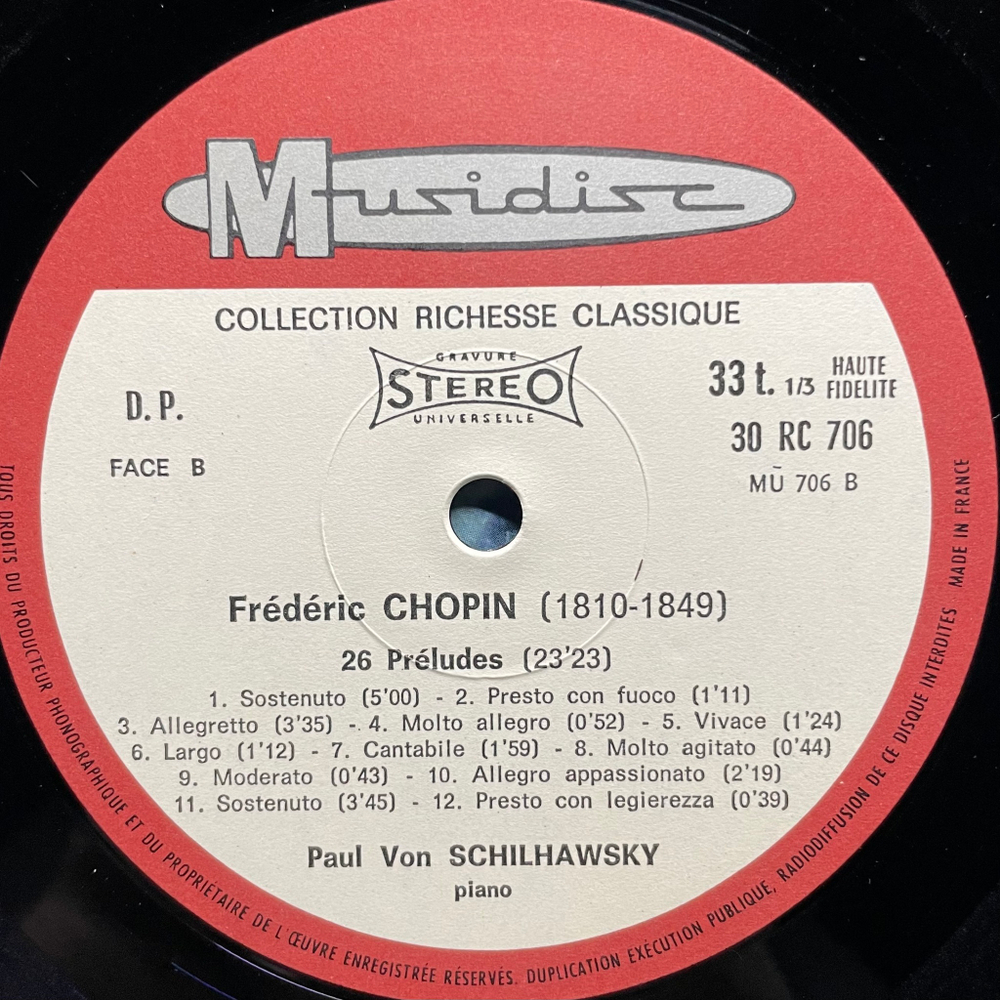 Musidisc
COLLECTION RICHESSE CLASSIQUE
GRAVURE
STEREO
UNIVERSELLE
D. P.
FACE B
33 t. 1/3 HAUTE FIDELITE
30 RC 706
MŪ 706 B
Frédéric CHOPIN (1810-1849)
26 Préludes (23'23)
1. Sostenuto (5'00) - 2. Presto con fuoco (1'11)
3. Allegretto (3'35) - 4. Molto allegro (0'52) - 5. Vivace (1'24)
6. Largo (1'12) - 7. Cantabile (1'59) - 8. Molto agitato (0'44)
9. Moderato (0'43) - 10. Allegro appassionato (2'19)
11. Sostenuto (3'45) - 12. Presto con legierezza (0'39)
Paul Von SCHILHAWSKY
piano
TOUS DROITS DU PRODUCTEUR PHONOGRAPHIQUE ET DU PROPRIÉTAIRE DE L'ŒUVRE ENREGISTRÉE RÉSERVÉS. DUPLICATION EXÉCUTION PUBLIQUE, RADIODIFFUSION DE CE DISQUE INTERDITES MADE IN FRANCE